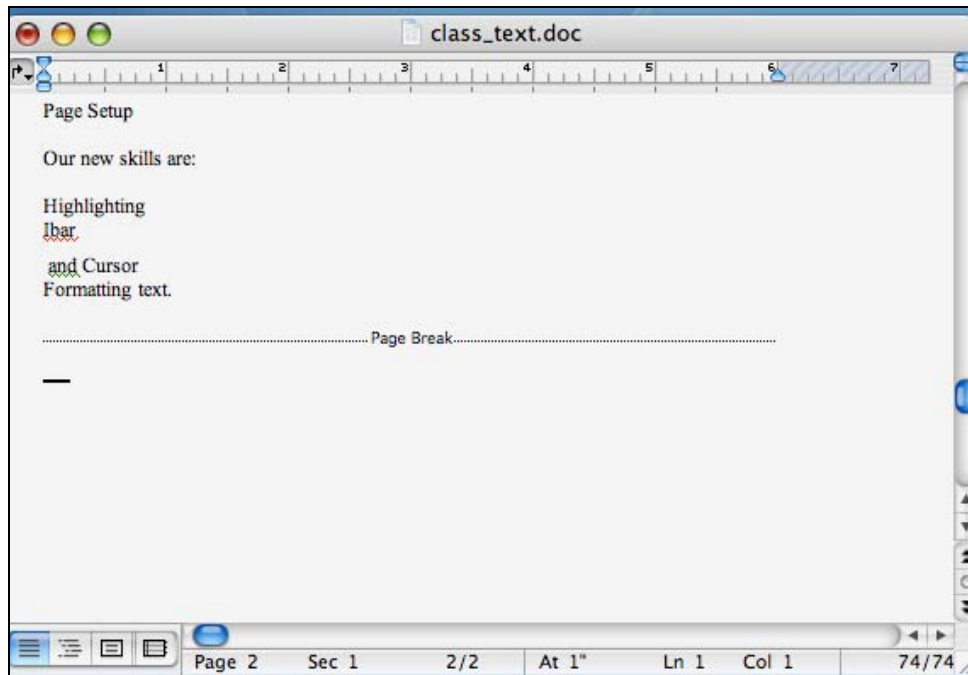 class_text.doc
1 2 3 4 5 6 7
Page Setup
Our new skills are:
Highlighting
Ibar
and Cursor
Formatting text.
Page Break
Page 2 Sec 1 2/2 At 1" Ln 1 Col 1 74/74